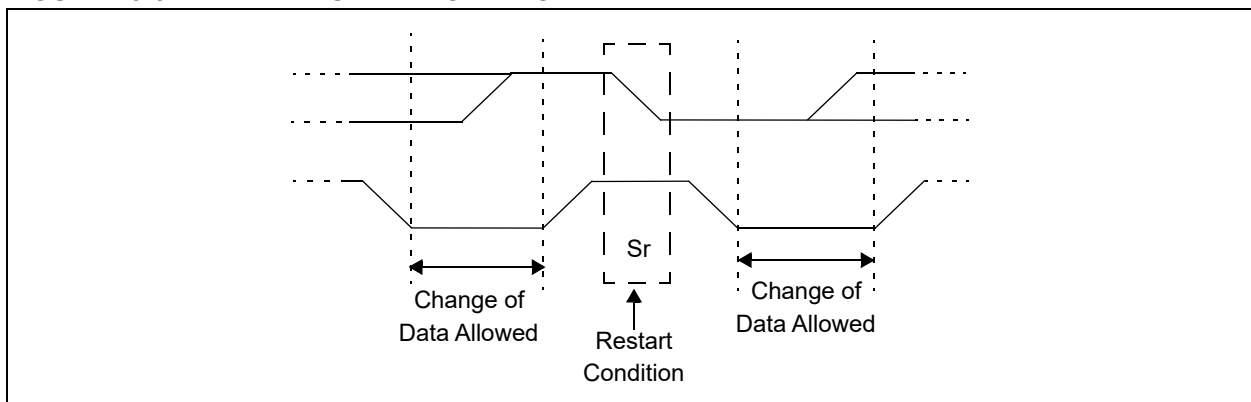 Sr
Change of
Data Allowed
Restart
Condition
Change of
Data Allowed